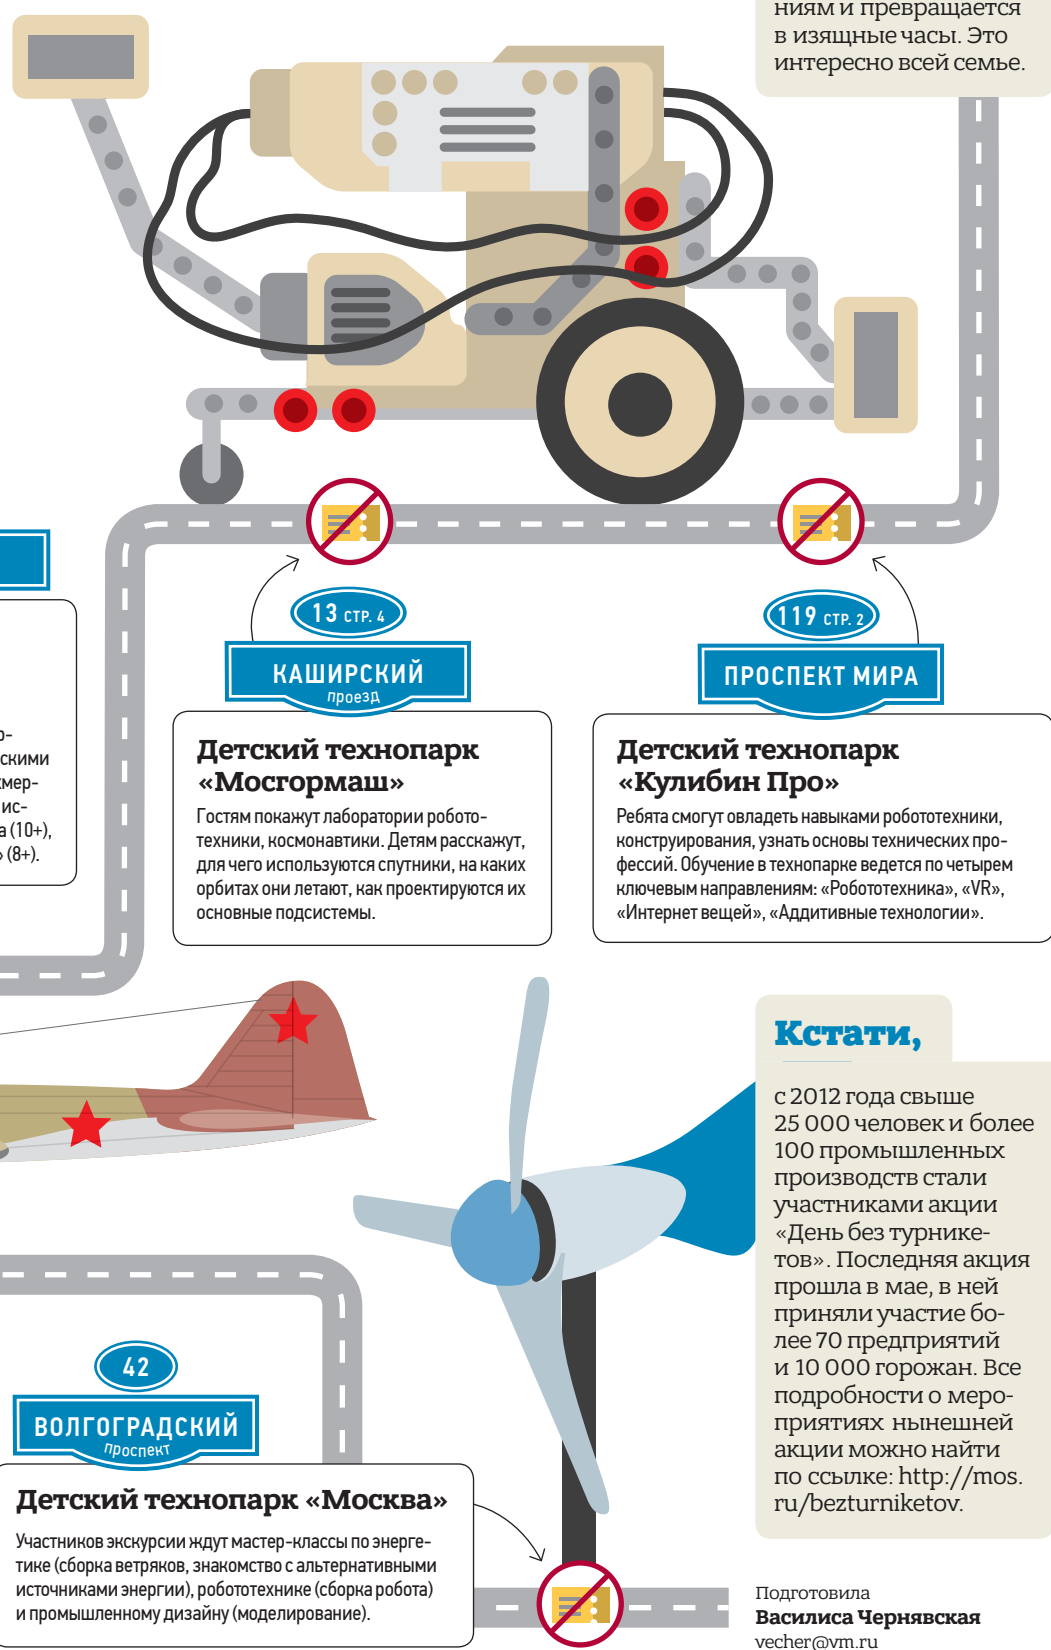 ниям и превращается
в изящные часы. Это
интересно всей семье.
скими
ис-
(10+),
(8+).
13 СТР. 4
КАШИРСКИЙ
проезд
Детский технопарк
«Мосгормаш»
Гостям покажут лаборатории робото-
техники, космонавтики. Детям расскажут,
для чего используются спутники, на каких
орбитах они летают, как проектируются их
основные подсистемы.
119 СТР. 2
ПРОСПЕКТ МИРА
Детский технопарк
«Кулибин Про»
Ребята смогут овладеть навыками робототехники,
конструирования, узнать основы технических про-
фессий. Обучение в технопарке ведется по четырем
ключевым направлениям: «Робототехника», «VR»,
«Интернет вещей», «Аддитивные технологии».
Кстати,
с 2012 года свыше
25 000 человек и более
100 промышленных
производств стали
участниками акции
«День без турнике-
тов». Последняя акция
прошла в мае, в ней
приняли участие бо-
лее 70 предприятий
и 10 000 горожан. Все
подробности о меро-
приятиях нынешней
акции можно найти
по ссылке: http://mos.
ru/bezturniketov.
42
ВОЛГОГРАДСКИЙ
проспект
Детский технопарк «Москва»
Участников экскурсии ждут мастер-классы по энерге-
тике (сборка ветряков, знакомство с альтернативными
источниками энергии), робототехнике (сборка робота)
и промышленному дизайну (моделирование).
Подготовила
Василиса Чернявская
vecher@vm.ru